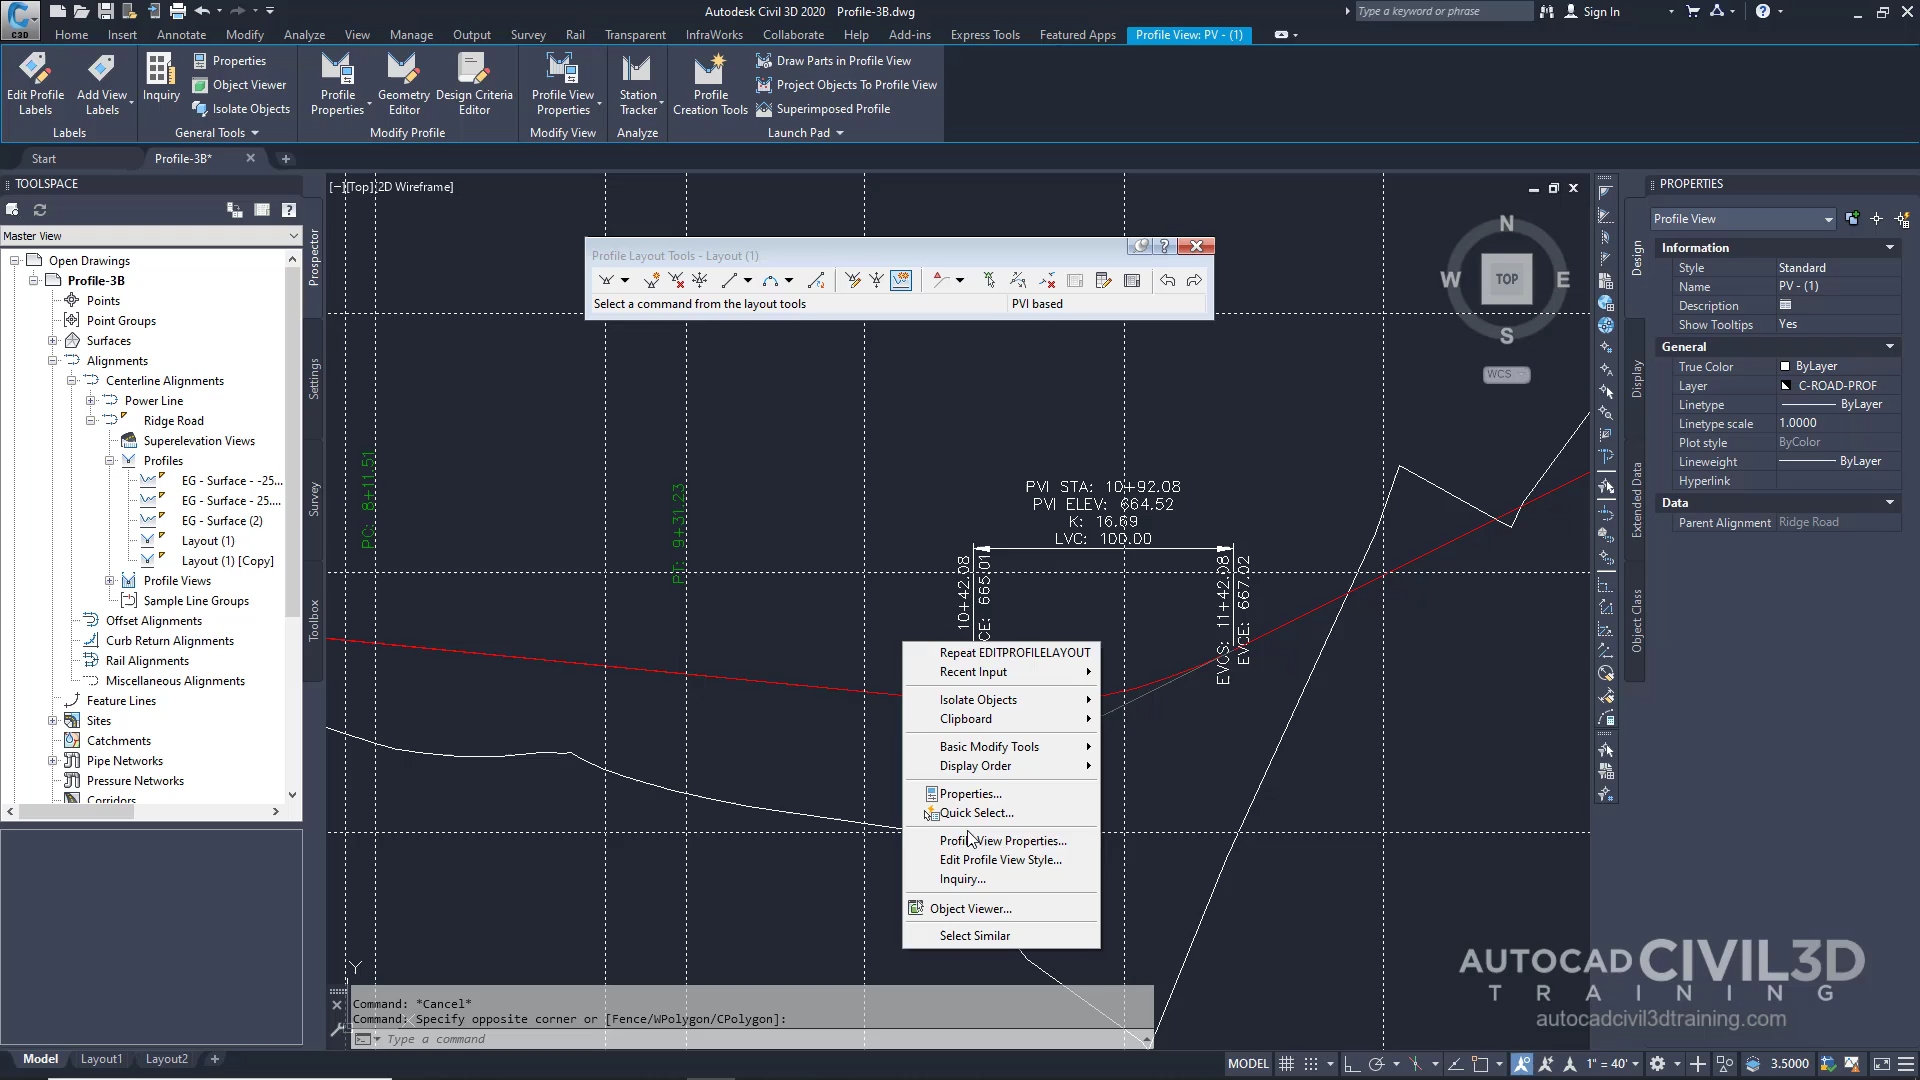 Autodesk Civil 3D 2020 Profile-3B.dwg
Type a keyword or phrase
Sign In
C3D
Home Insert Annotate Modify Analyze View Manage Output Survey Rail Transparent InfraWorks Collaborate Help Add-ins Express Tools Featured Apps Profile View: PV - (1)
Edit Profile Labels
Add View Labels
Labels
Inquiry
Properties
Object Viewer
Isolate Objects
General Tools
Profile Properties
Geometry Editor
Design Criteria Editor
Modify Profile
Profile View Properties
Modify View
Station Tracker
Analyze
Profile Creation Tools
Draw Parts in Profile View
Project Objects To Profile View
Superimposed Profile
Launch Pad
Start
Profile-3B*
TOOLSPACE
Master View
Open Drawings
Profile-3B
Points
Point Groups
Surfaces
Alignments
Centerline Alignments
Power Line
Ridge Road
Superelevation Views
Profiles
EG - Surface - -25...
EG - Surface - 25....
EG - Surface (2)
Layout (1)
Layout (1) [Copy]
Profile Views
Sample Line Groups
Offset Alignments
Curb Return Alignments
Rail Alignments
Miscellaneous Alignments
Feature Lines
Sites
Catchments
Pipe Networks
Pressure Networks
Corridors
Prospector
Settings
Survey
Toolbox
[−][Top][2D Wireframe]
Profile Layout Tools - Layout (1)
Select a command from the layout tools
PVI based
N
W
TOP
E
S
WCS
PC: 8+11.51
PT: 9+31.23
PVI STA: 10+92.08
PVI ELEV: 664.52
K: 16.69
LVC: 100.00
10+42.08
CE: 665.01
EVCS: 11+42.08
EVCE: 667.02
Repeat EDITPROFILELAYOUT
Recent Input
Isolate Objects
Clipboard
Basic Modify Tools
Display Order
Properties...
Quick Select...
Profile View Properties...
Edit Profile View Style...
Inquiry...
Object Viewer...
Select Similar
Y
Command: *Cancel*
Command: Specify opposite corner or [Fence/WPolygon/CPolygon]:
Type a command
PROPERTIES
Profile View
Information
Style Standard
Name PV - (1)
Description
Show Tooltips Yes
General
True Color ByLayer
Layer C-ROAD-PROF
Linetype ByLayer
Linetype scale 1.0000
Plot style ByColor
Lineweight ByLayer
Hyperlink
Data
Parent Alignment Ridge Road
Design
Display
Extended Data
Object Class
AUTOCAD CIVIL 3D
TRAINING
autocadcivil3dtraining.com
Model Layout1 Layout2
MODEL
1" = 40'
3.5000